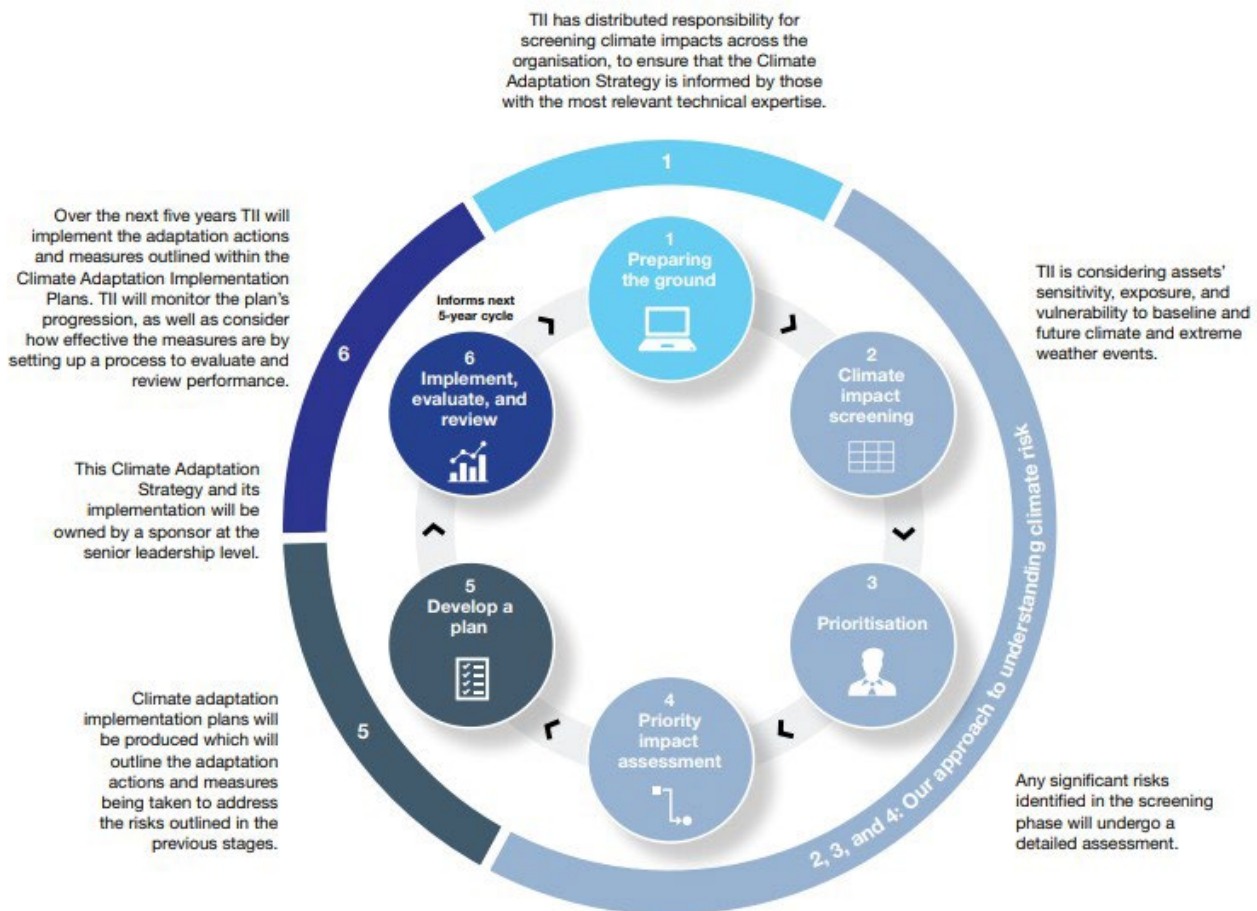 TII has distributed responsibility for
screening climate impacts across the
organisation, to ensure that the Climate
Adaptation Strategy is informed by those
with the most relevant technical expertise.
1
Over the next five years TII will
implement the adaptation actions
and measures outlined within the
Climate Adaptation Implementation
Plans. TII will monitor the plan's
progression, as well as consider
how effective the measures are by
setting up a process to evaluate and
review performance.
6
Informs next
5-year cycle
1
Preparing
the ground
TII is considering assets'
sensitivity, exposure, and
vulnerability to baseline and
future climate and extreme
weather events.
2
Climate
impact
screening
6
Implement,
evaluate, and
review
This Climate Adaptation
Strategy and its
implementation will be
owned by a sponsor at the
senior leadership level.
2, 3, and 4: Our approach to understanding climate risk
3
Prioritisation
5
Develop a
plan
4
Priority
impact
assessment
5
Climate adaptation
implementation plans will
be produced which will
outline the adaptation
actions and measures
being taken to address
the risks outlined in the
previous stages.
Any significant risks
identified in the screening
phase will undergo a
detailed assessment.